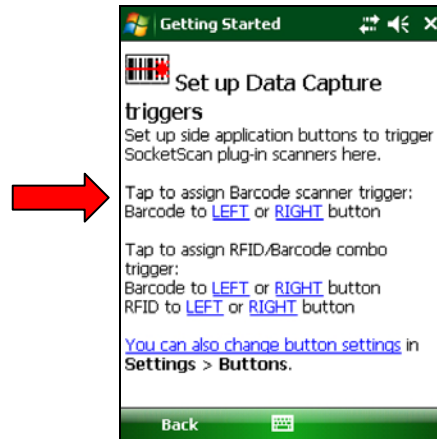 Getting Started
Set up Data Capture
triggers
Set up side application buttons to trigger
SocketScan plug-in scanners here.
Tap to assign Barcode scanner trigger:
Barcode to LEFT or RIGHT button
Tap to assign RFID/Barcode combo
trigger:
Barcode to LEFT or RIGHT button
RFID to LEFT or RIGHT button
You can also change button settings in
Settings > Buttons.
Back